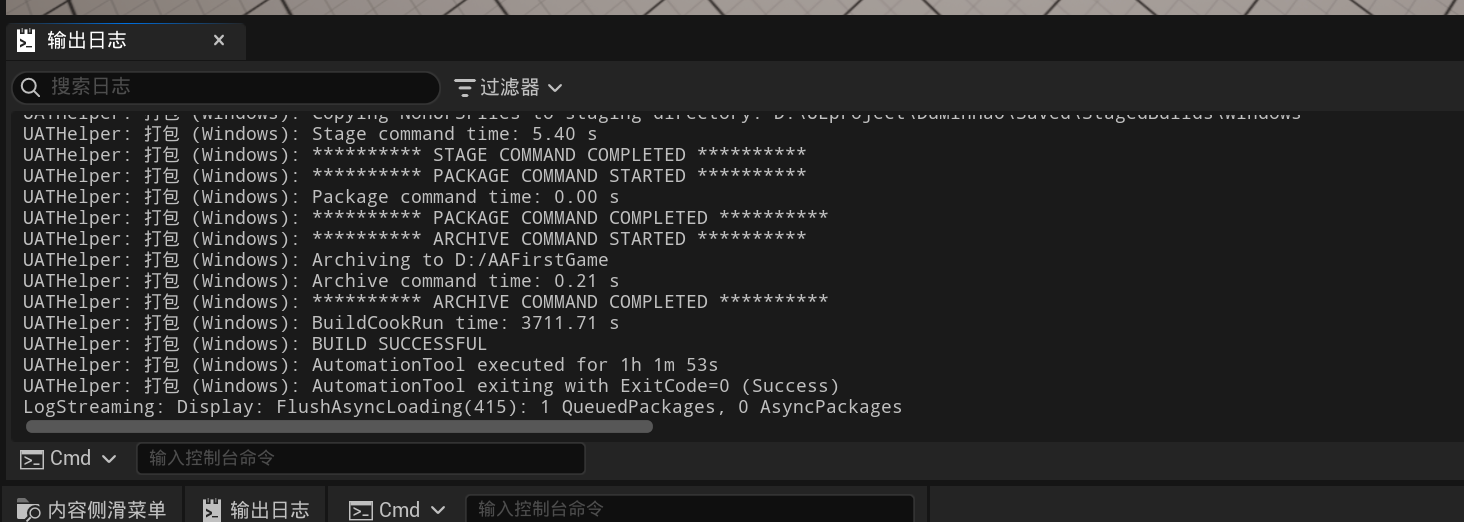 输出日志
搜索日志
过滤器
UATHelper: 打包 (Windows): Copying NonUFSFiles to staging directory: D:\UEproject\DaminHao\Saved\StagedBuilds\Windows
UATHelper: 打包 (Windows): Stage command time: 5.40 s
UATHelper: 打包 (Windows): ********** STAGE COMMAND COMPLETED **********
UATHelper: 打包 (Windows): ********** PACKAGE COMMAND STARTED **********
UATHelper: 打包 (Windows): Package command time: 0.00 s
UATHelper: 打包 (Windows): ********** PACKAGE COMMAND COMPLETED **********
UATHelper: 打包 (Windows): ********** ARCHIVE COMMAND STARTED **********
UATHelper: 打包 (Windows): Archiving to D:/AAFirstGame
UATHelper: 打包 (Windows): Archive command time: 0.21 s
UATHelper: 打包 (Windows): ********** ARCHIVE COMMAND COMPLETED **********
UATHelper: 打包 (Windows): BuildCookRun time: 3711.71 s
UATHelper: 打包 (Windows): BUILD SUCCESSFUL
UATHelper: 打包 (Windows): AutomationTool executed for 1h 1m 53s
UATHelper: 打包 (Windows): AutomationTool exiting with ExitCode=0 (Success)
LogStreaming: Display: FlushAsyncLoading(415): 1 QueuedPackages, 0 AsyncPackages
Cmd 输入控制台命令
内容侧滑菜单 输出日志 Cmd 输入控制台命令